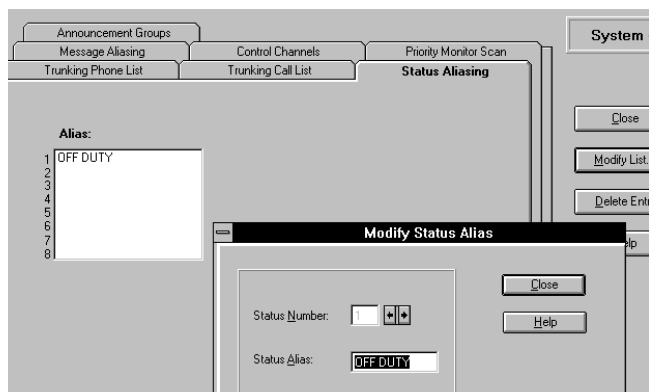 Announcement Groups
Message Aliasing Control Channels Priority Monitor Scan
Trunking Phone List Trunking Call List Status Aliasing
System
Close
Modify List.
Delete Entr
elp
Alias:
1 OFF DUTY
2
3
4
5
6
7
8
Modify Status Alias
Status Number: 1
Status Alias: OFF DUTY
Close
Help